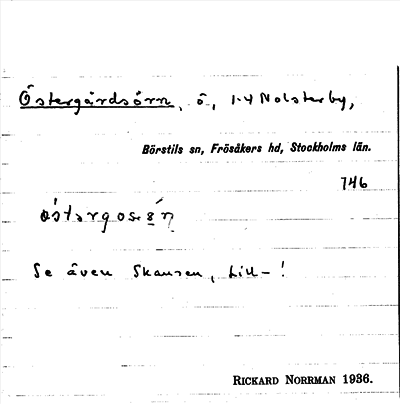 Östergårdsörn, ö, 1-4 Nolsterby,
Börstils sn, Frösåkers hd, Stockholms län.
746
Se även Skansen, Lill- !
RICKARD NORRMAN 1936.